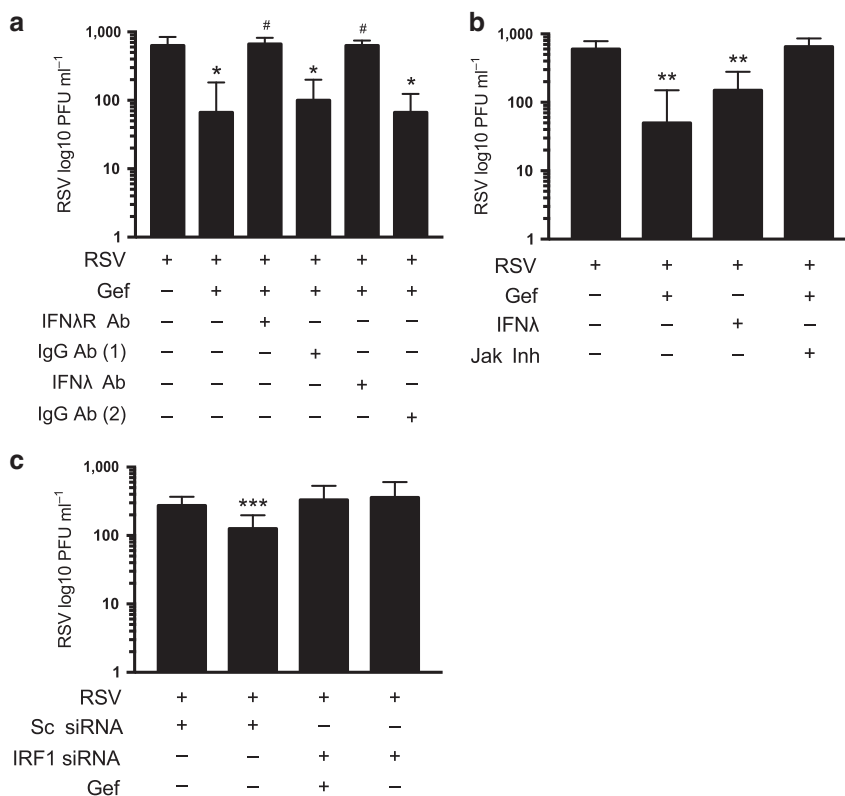 a
1,000
100
10
1
RSV log10 PFU ml⁻¹
* # * # *
RSV + + + + + +
Gef – + + + + +
IFNλR Ab – – + – – –
IgG Ab (1) – – – + – –
IFNλ Ab – – – – + –
IgG Ab (2) – – – – – +
b
1,000
100
10
1
RSV log10 PFU ml⁻¹
** **
RSV + + + +
Gef – + – +
IFNλ – – + –
Jak Inh – – – +
c
1,000
100
10
1
RSV log10 PFU ml⁻¹
***
RSV + + + +
Sc siRNA + + – –
IRF1 siRNA – – + +
Gef – – + –